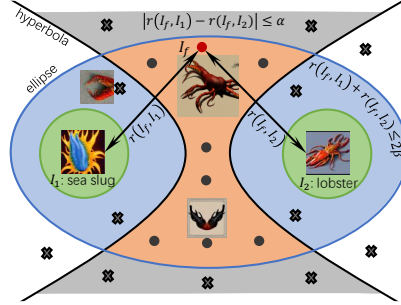 hyperbola
|r(I_f, I_1) − r(I_f, I_2)| ≤ α
I_f
ellipse
r(I_f, I_1)
r(I_f, I_2)
r(I_f, I_1) + r(I_f, I_2) ≤ 2β
I_1: sea slug
I_2: lobster